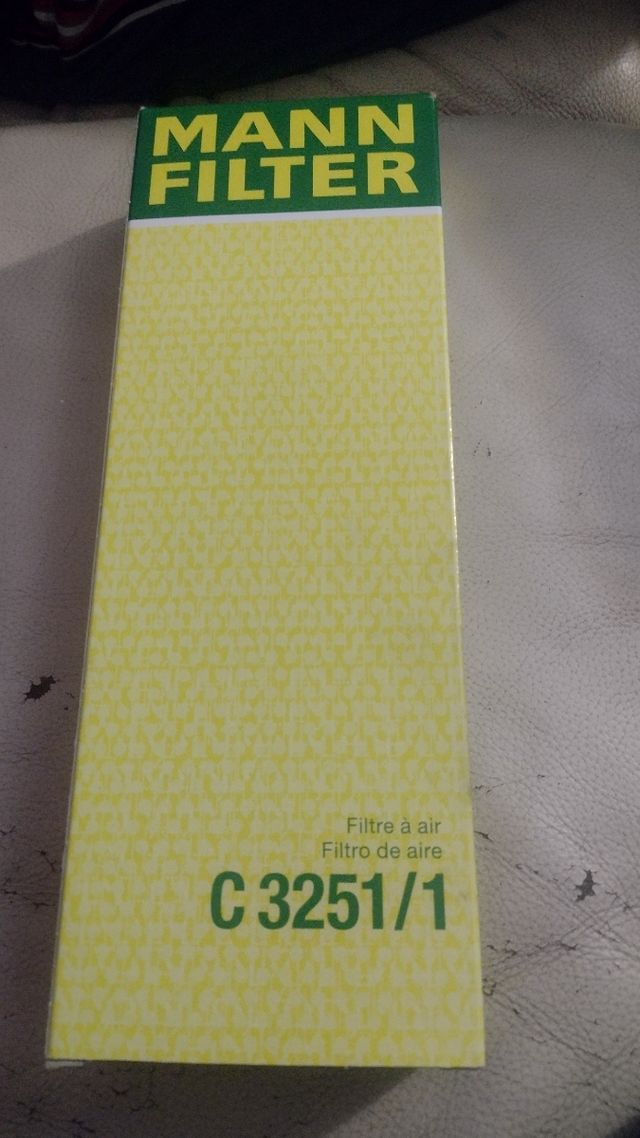 MANN
FILTER
Filtre à air
Filtro de aire
C 3251/1